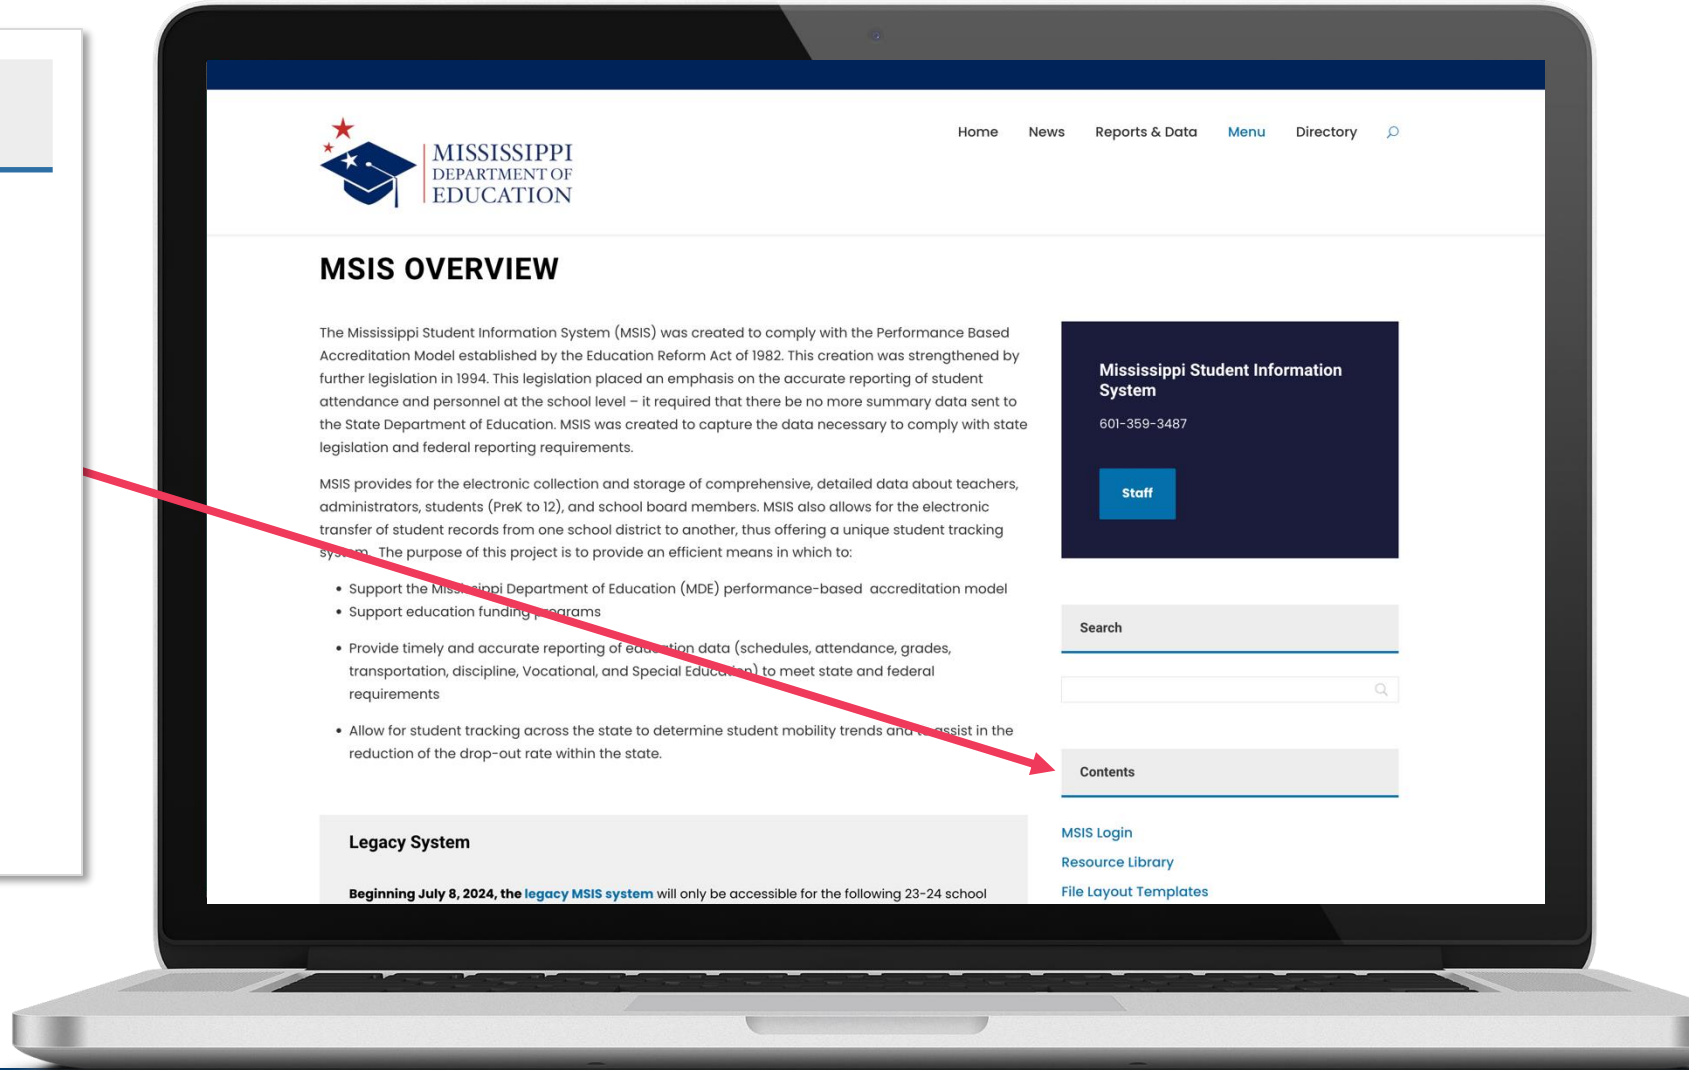 MISSISSIPPI
DEPARTMENT OF
EDUCATION
Home News Reports & Data Menu Directory
MSIS OVERVIEW
The Mississippi Student Information System (MSIS) was created to comply with the Performance Based
Accreditation Model established by the Education Reform Act of 1982. This creation was strengthened by
further legislation in 1994. This legislation placed an emphasis on the accurate reporting of student
attendance and personnel at the school level – it required that there be no more summary data sent to
the State Department of Education. MSIS was created to capture the data necessary to comply with state
legislation and federal reporting requirements.
MSIS provides for the electronic collection and storage of comprehensive, detailed data about teachers,
administrators, students (PreK to 12), and school board members. MSIS also allows for the electronic
transfer of student records from one school district to another, thus offering a unique student tracking
system. The purpose of this project is to provide an efficient means in which to:
• Support the Mississippi Department of Education (MDE) performance-based accreditation model
• Support education funding programs
• Provide timely and accurate reporting of education data (schedules, attendance, grades,
transportation, discipline, Vocational, and Special Education) to meet state and federal
requirements
• Allow for student tracking across the state to determine student mobility trends and to assist in the
reduction of the drop-out rate within the state.
Legacy System
Beginning July 8, 2024, the legacy MSIS system will only be accessible for the following 23-24 school
Mississippi Student Information
System
601-359-3487
Staff
Search
Contents
MSIS Login
Resource Library
File Layout Templates